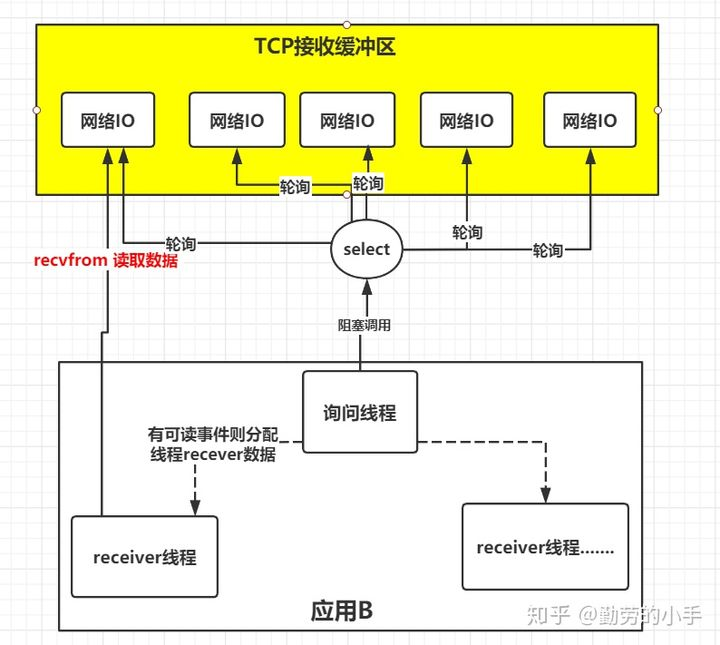 TCP接收缓冲区
网络IO
网络IO
网络IO
网络IO
网络IO
轮询
轮询
轮询
轮询
轮询
select
recvfrom 读取数据
阻塞调用
询问线程
有可读事件则分配
线程recever数据
receiver线程
receiver线程.......
应用B
知乎 @勤劳的小手